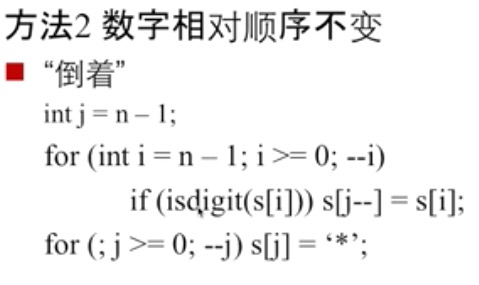 方法2 数字相对顺序不变
■ “倒着”
int j = n – 1;
for (int i = n – 1; i >= 0; --i)
if (isdigit(s[i])) s[j--] = s[i];
for (; j >= 0; --j) s[j] = ‘*’;